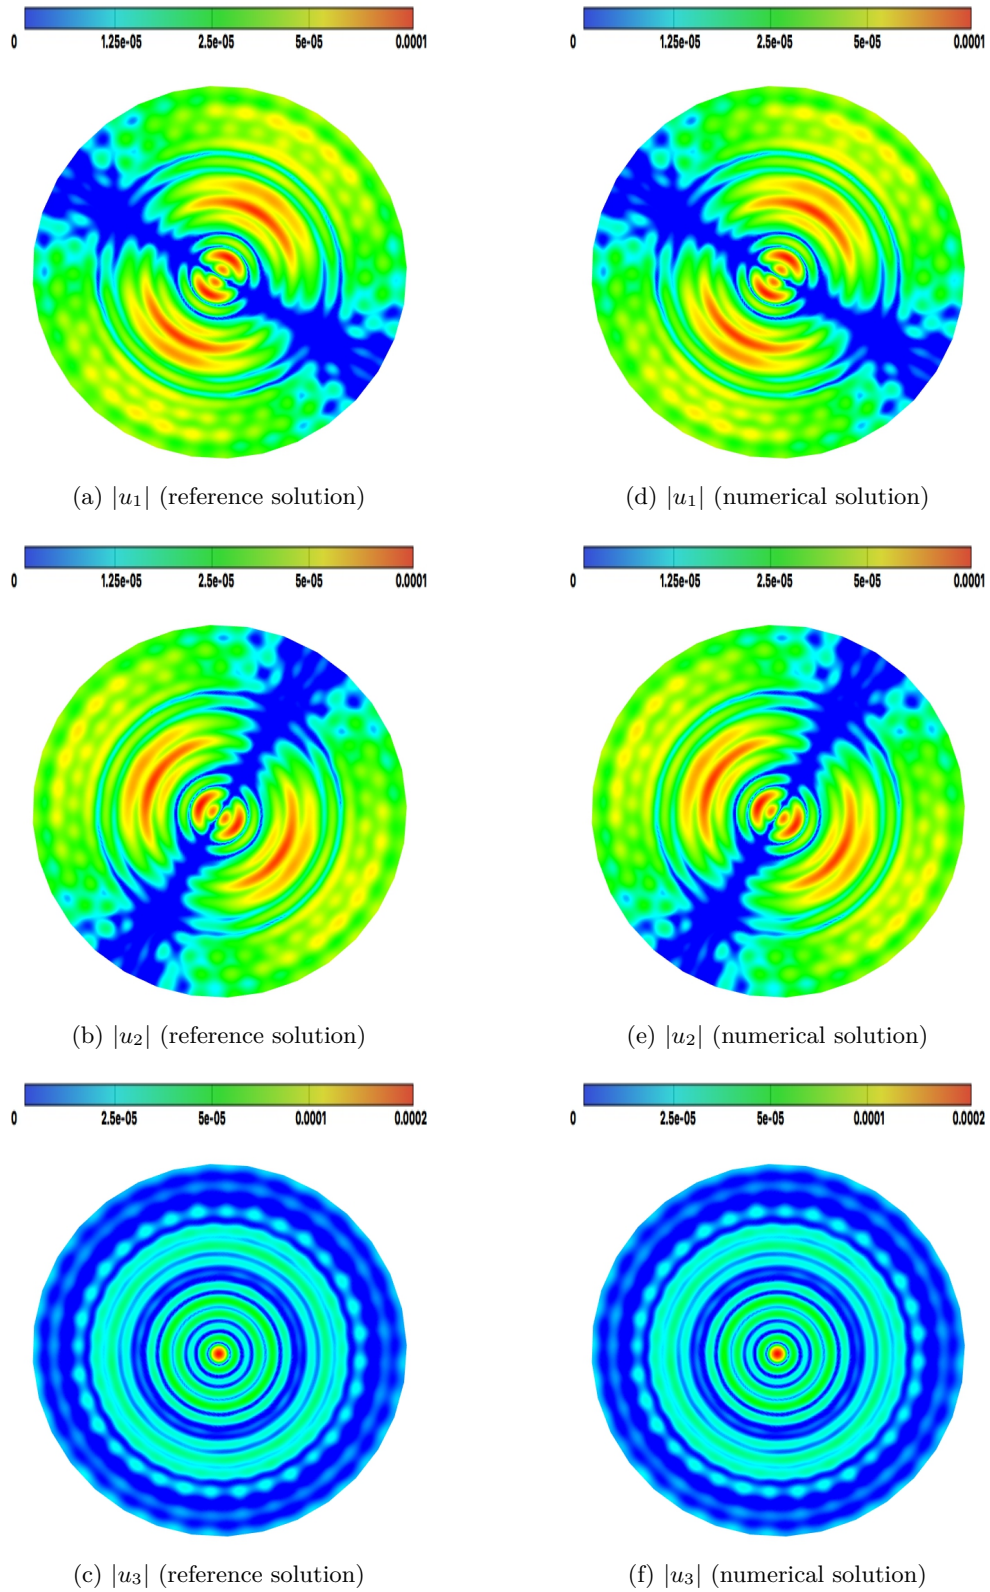 0 1.25e-05 2.5e-05 5e-05 0.0001
0 1.25e-05 2.5e-05 5e-05 0.0001
(a) |u₁| (reference solution)
(d) |u₁| (numerical solution)
0 1.25e-05 2.5e-05 5e-05 0.0001
0 1.25e-05 2.5e-05 5e-05 0.0001
(b) |u₂| (reference solution)
(e) |u₂| (numerical solution)
0 2.5e-05 5e-05 0.0001 0.0002
0 2.5e-05 5e-05 0.0001 0.0002
(c) |u₃| (reference solution)
(f) |u₃| (numerical solution)